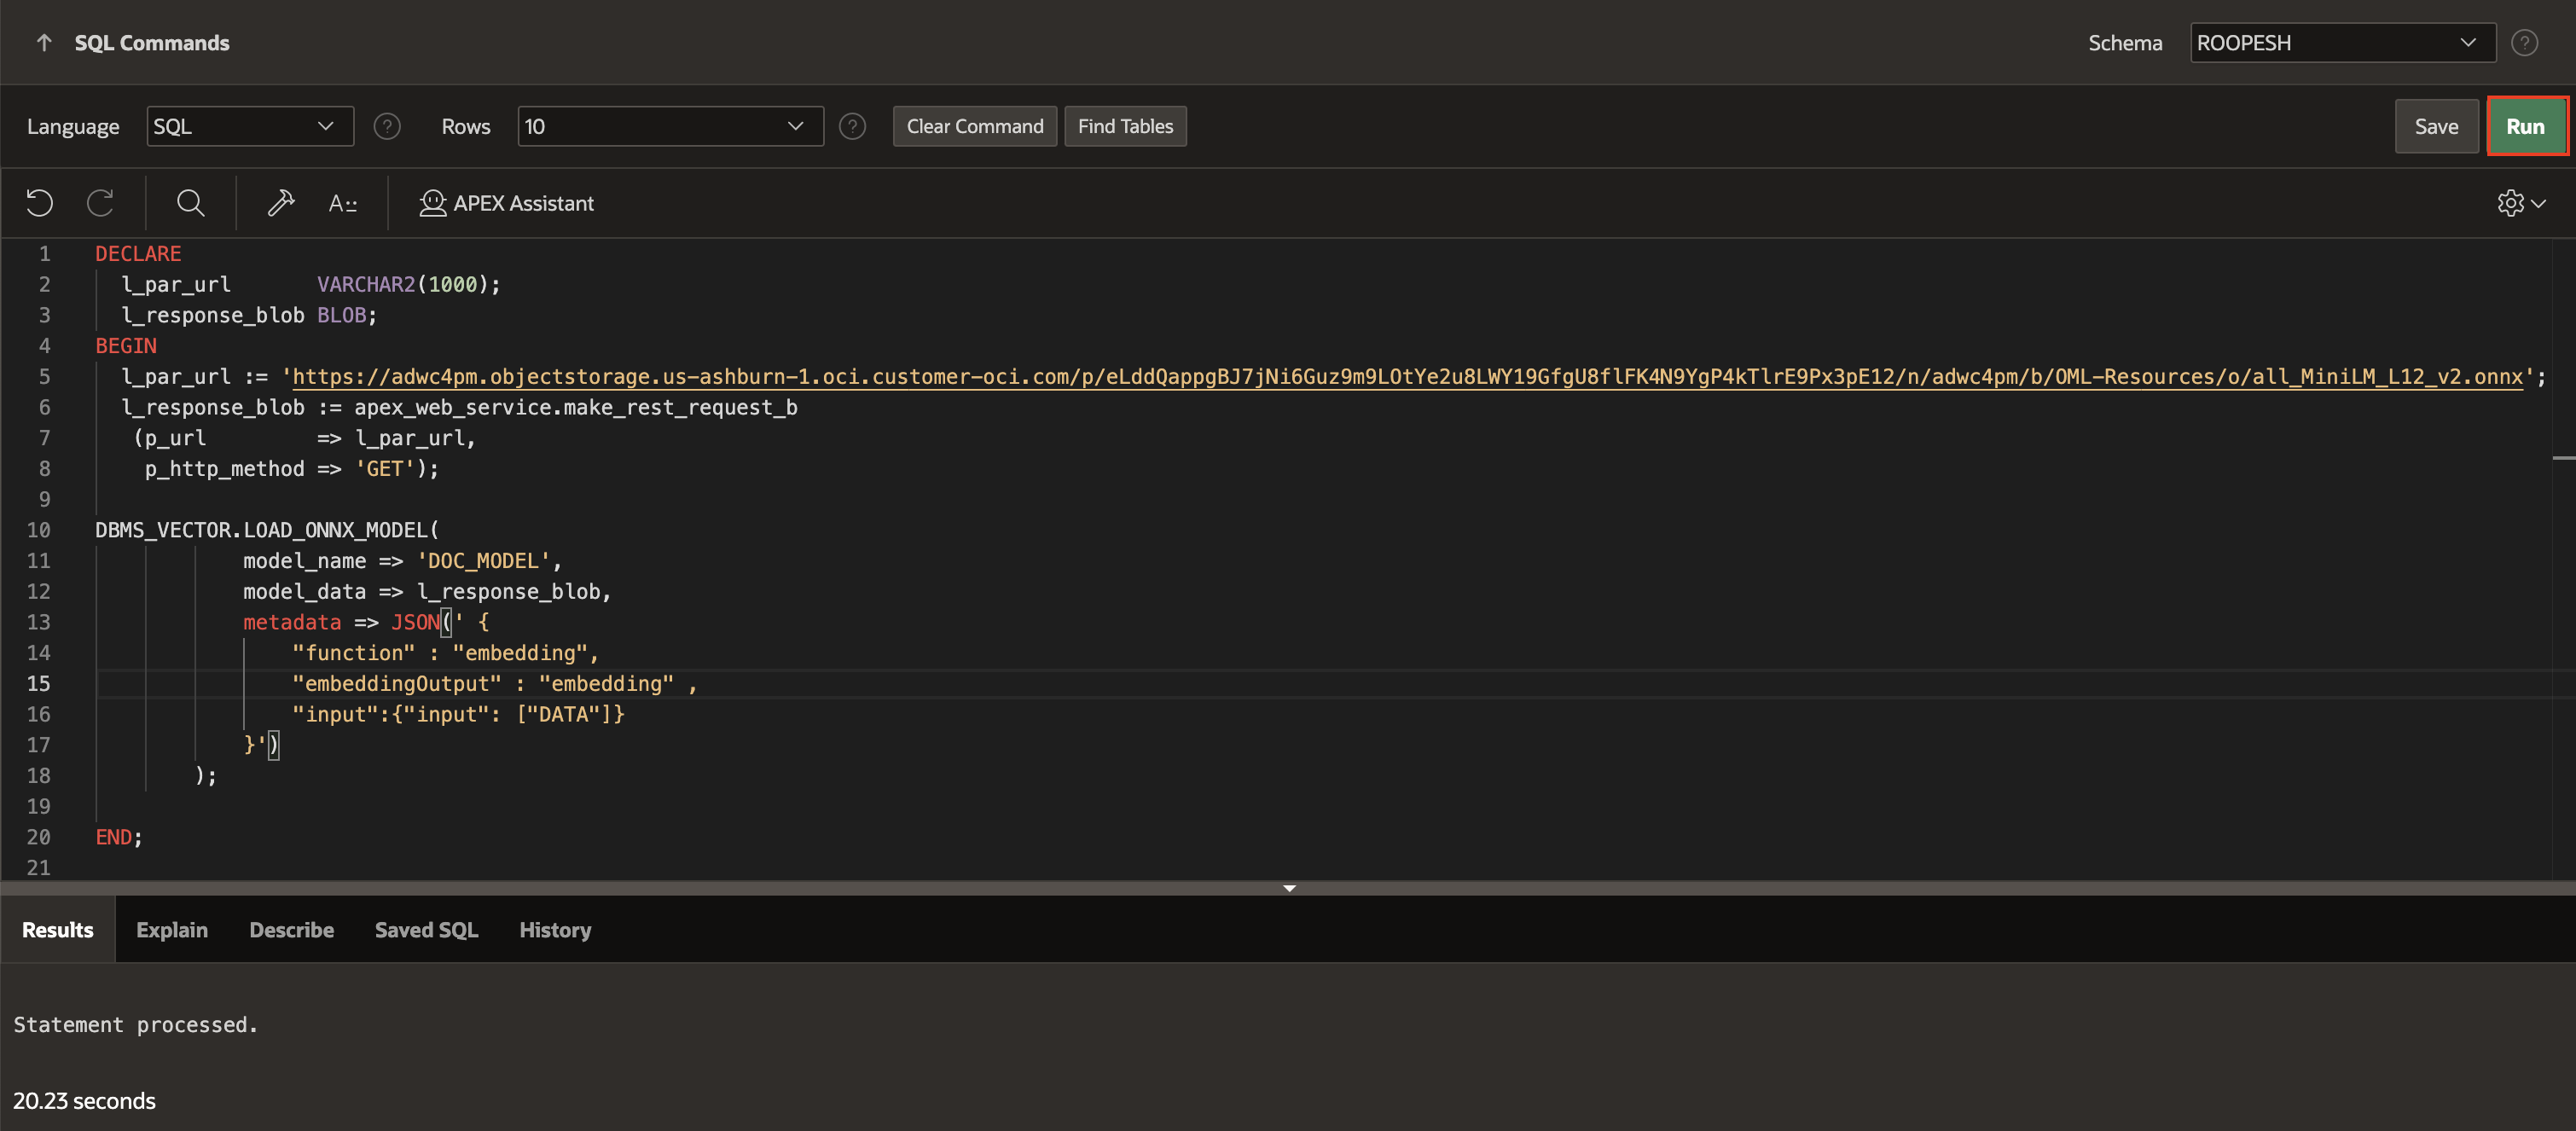 SQL Commands
Schema ROOPESH
Language SQL Rows 10 Clear Command Find Tables Save Run
APEX Assistant
1 DECLARE
2 l_par_url VARCHAR2(1000);
3 l_response_blob BLOB;
4 BEGIN
5 l_par_url := 'https://adwc4pm.objectstorage.us-ashburn-1.oci.customer-oci.com/p/eLddQappgBJ7jNi6Guz9m9LOtYe2u8LWY19GfgU8flFK4N9YgP4kTlrE9Px3pE12/n/adwc4pm/b/OML-Resources/o/all_MiniLM_L12_v2.onnx';
6 l_response_blob := apex_web_service.make_rest_request_b
7 (p_url => l_par_url,
8 p_http_method => 'GET');
9
10 DBMS_VECTOR.LOAD_ONNX_MODEL(
11 model_name => 'DOC_MODEL',
12 model_data => l_response_blob,
13 metadata => JSON(' {
14 "function" : "embedding",
15 "embeddingOutput" : "embedding" ,
16 "input":{"input": ["DATA"]}
17 }')
18 );
19
20 END;
21
Results Explain Describe Saved SQL History
Statement processed.
20.23 seconds